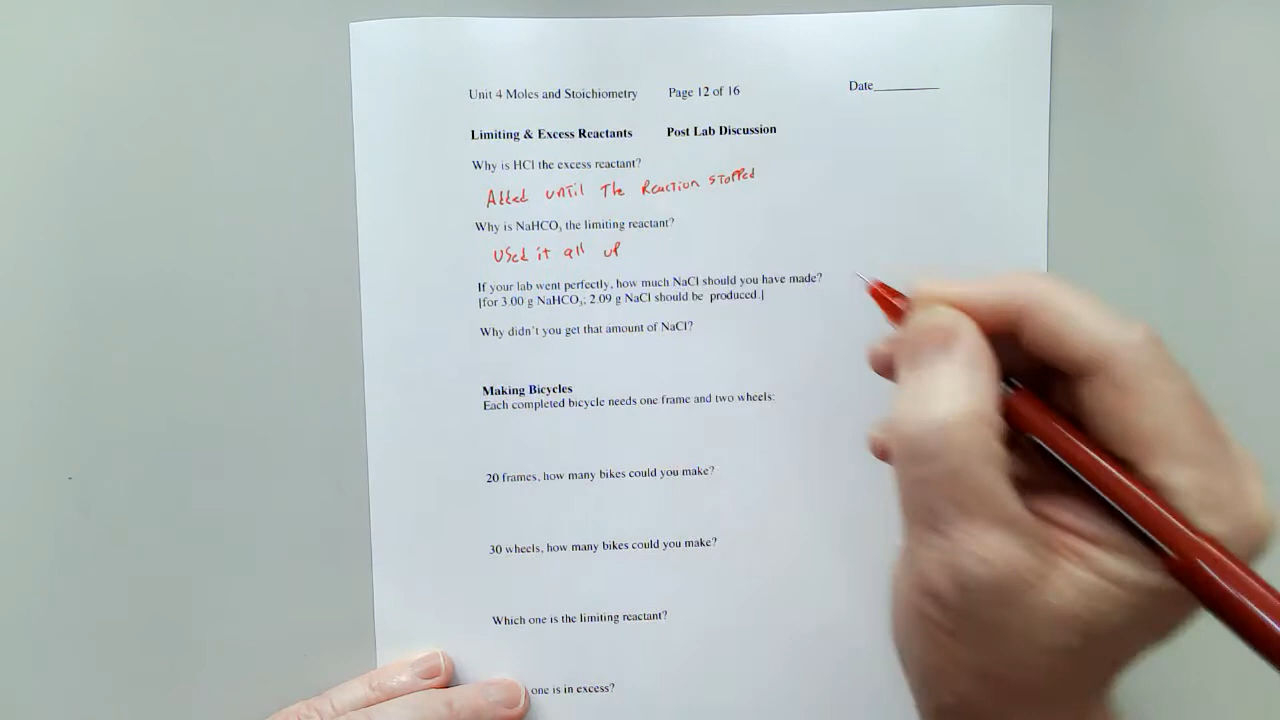 Unit 4 Moles and Stoichiometry Page 12 of 16 Date_________
Limiting & Excess Reactants Post Lab Discussion
Why is HCl the excess reactant?
Added until The Reaction stopped
Why is NaHCO₃ the limiting reactant?
Used it all up
If your lab went perfectly, how much NaCl should you have made?
[for 3.00 g NaHCO₃; 2.09 g NaCl should be produced.]
Why didn't you get that amount of NaCl?
Making Bicycles
Each completed bicycle needs one frame and two wheels:
20 frames, how many bikes could you make?
30 wheels, how many bikes could you make?
Which one is the limiting reactant?
one is in excess?